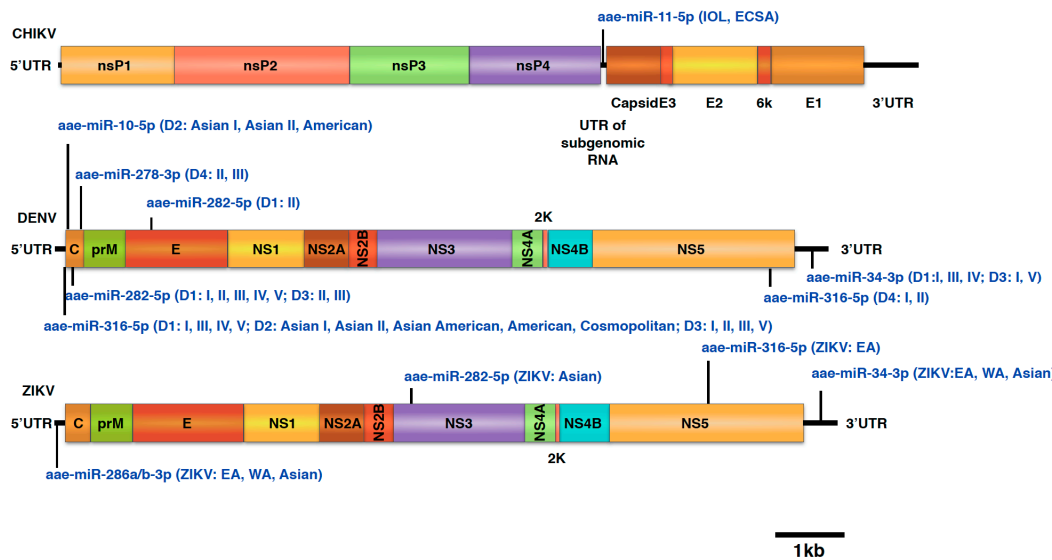 aae-miR-11-5p (IOL, ECSA)
CHIKV
5’UTR nsP1 nsP2 nsP3 nsP4
Capsid E3 E2 6k E1 3’UTR
UTR of
subgenomic
RNA
aae-miR-10-5p (D2: Asian I, Asian II, American)
aae-miR-278-3p (D4: II, III)
aae-miR-282-5p (D1: II)
DENV
2K
5’UTR C prM E NS1 NS2A NS2B NS3 NS4A NS4B NS5 3’UTR
aae-miR-34-3p (D1:I, III, IV; D3: I, V)
aae-miR-282-5p (D1: I, II, III, IV, V; D3: II, III)
aae-miR-316-5p (D4: I, II)
aae-miR-316-5p (D1: I, III, IV, V; D2: Asian I, Asian II, Asian American, American, Cosmopolitan; D3: I, II, III, V)
aae-miR-316-5p (ZIKV: EA)
aae-miR-282-5p (ZIKV: Asian)
aae-miR-34-3p (ZIKV:EA, WA, Asian)
ZIKV
5’UTR C prM E NS1 NS2A NS2B NS3 NS4A NS4B NS5 3’UTR
2K
aae-miR-286a/b-3p (ZIKV: EA, WA, Asian)
1kb